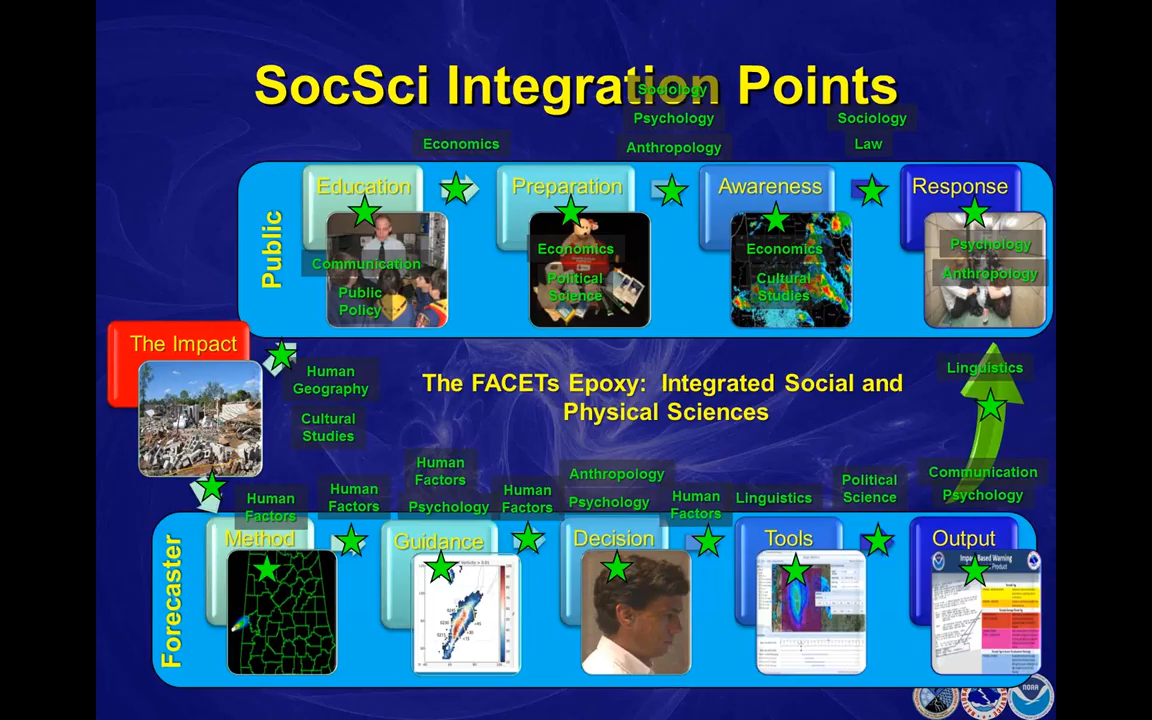 SocSci Integration Points
Sociology
Psychology
Anthropology
Sociology
Law
Economics
Education
Preparation
Awareness
Response
Public
Communication
Public
Policy
Economics
Political
Science
Economics
Cultural
Studies
Psychology
Anthropology
The Impact
Human
Geography
Cultural
Studies
The FACETs Epoxy: Integrated Social and
Physical Sciences
Linguistics
Human
Factors
Human
Factors
Human
Factors
Psychology
Human
Factors
Anthropology
Psychology
Human
Factors
Linguistics
Political
Science
Communication
Psychology
Forecaster
Method
Guidance
Decision
Tools
Output
NOAA